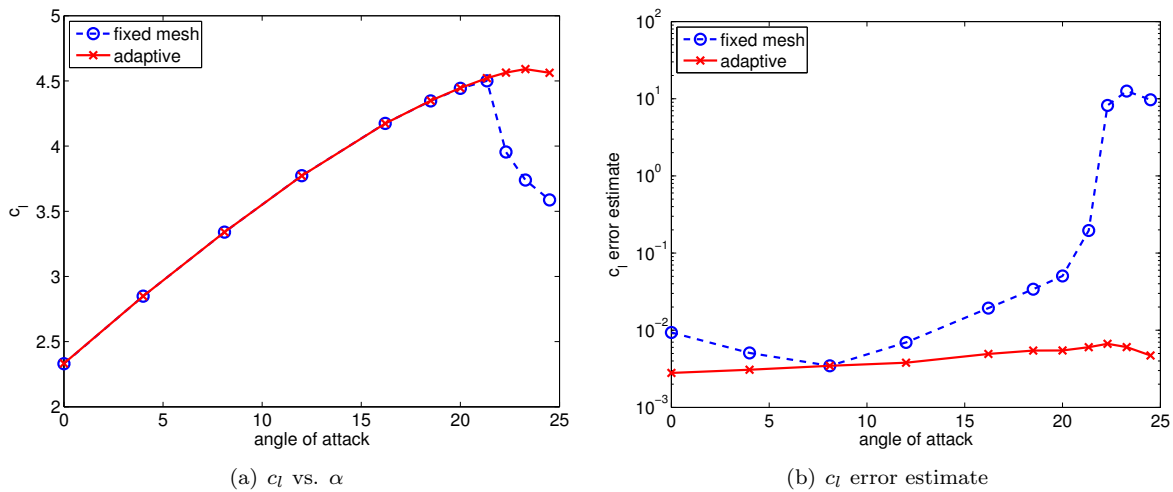 5
4.5
4
3.5
3
2.5
2
c_l
fixed mesh
adaptive
0
5
10
15
20
25
angle of attack
(a) c_l vs. α
10^2
10^1
10^0
10^-1
10^-2
10^-3
c_l error estimate
fixed mesh
adaptive
0
5
10
15
20
25
angle of attack
(b) c_l error estimate